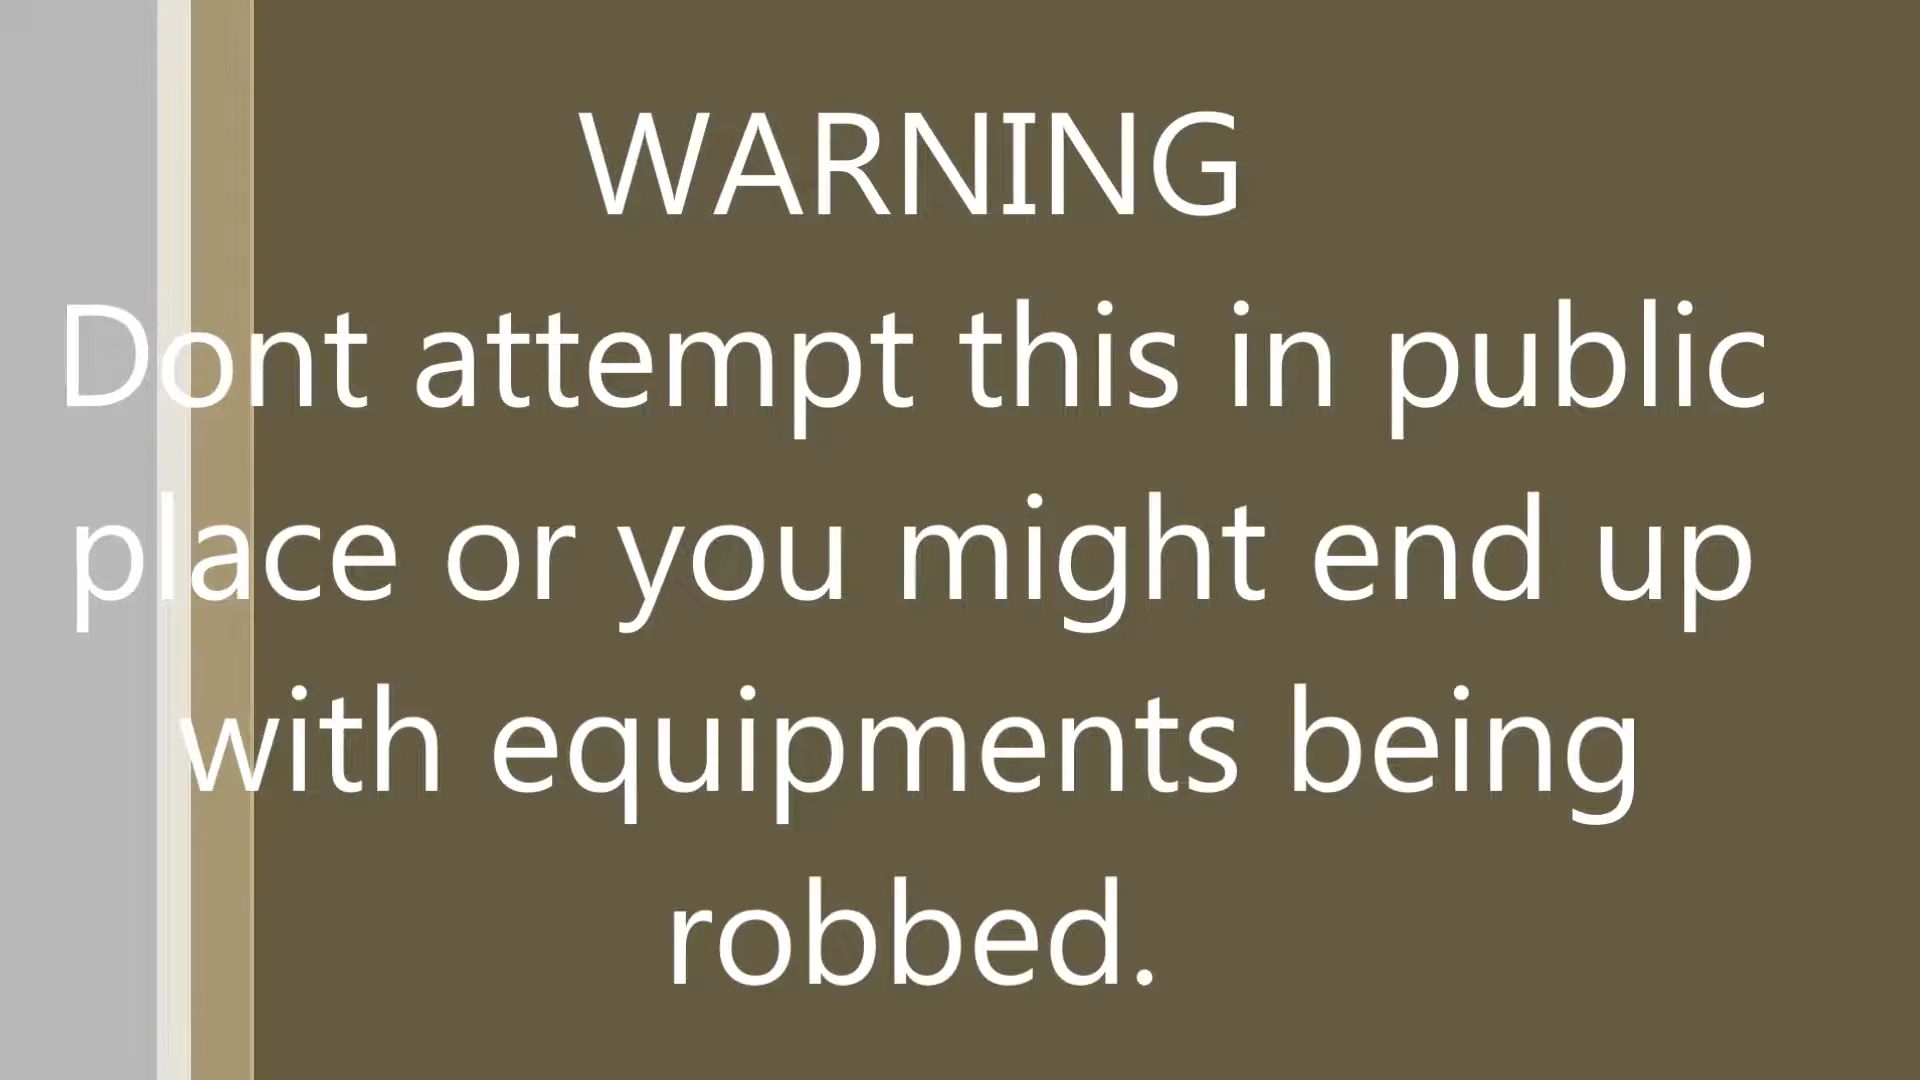 WARNING
Dont attempt this in public
place or you might end up
with equipments being
robbed.